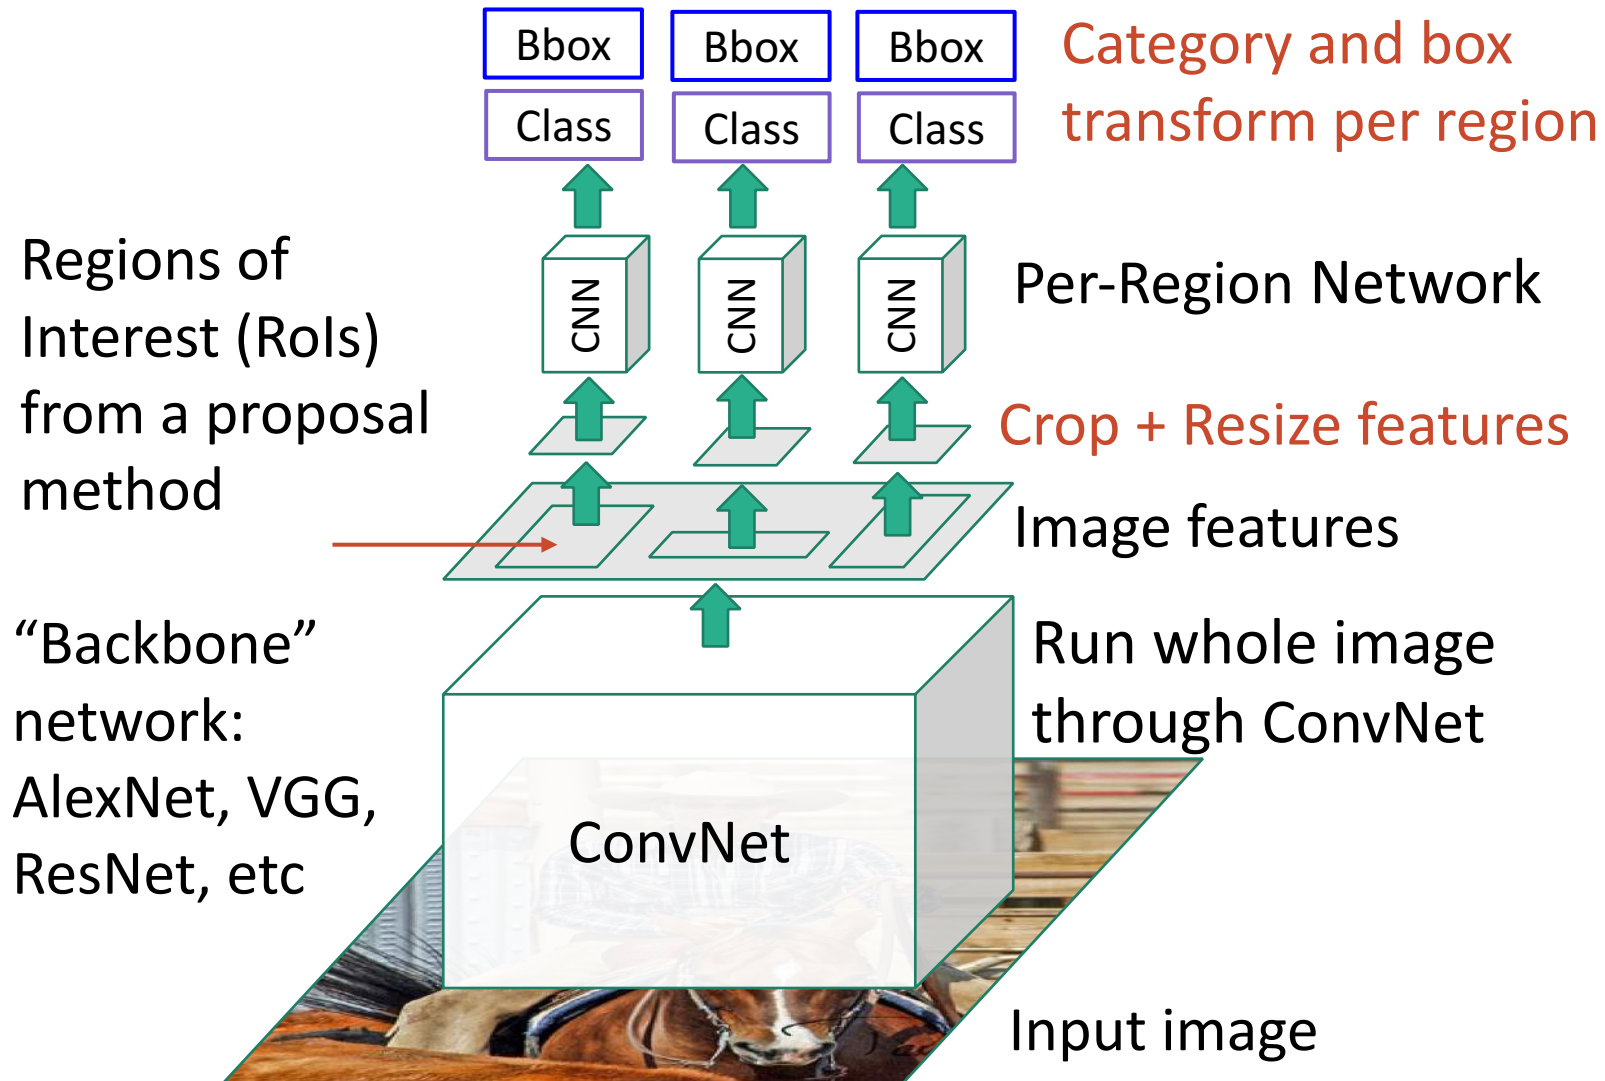 Bbox
Bbox
Bbox
Class
Class
Class
Category and box
transform per region
CNN
CNN
CNN
Per-Region Network
Regions of
Interest (RoIs)
from a proposal
method
Crop + Resize features
Image features
“Backbone”
network:
AlexNet, VGG,
ResNet, etc
Run whole image
through ConvNet
ConvNet
Input image